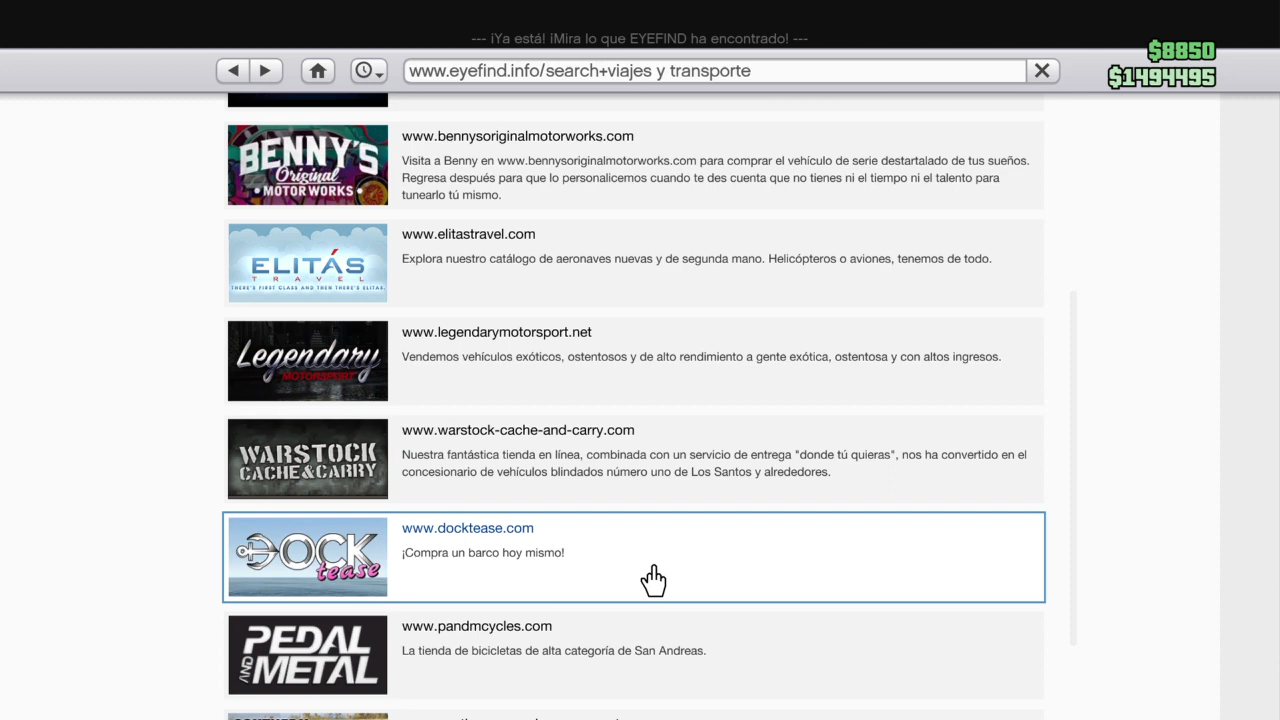 --- ¡Ya está! ¡Mira lo que EYEFIND ha encontrado! ---
$8850
www.eyefind.info/search+viajes y transporte
$1494495
BENNY'S
Original
MOTOR WORKS
www.bennysoriginalmotorworks.com
Visita a Benny en www.bennysoriginalmotorworks.com para comprar el vehículo de serie destartalado de tus sueños.
Regresa después para que lo personalicemos cuando te des cuenta que no tienes ni el tiempo ni el talento para
tunearlo tú mismo.
ELITÁS
TRAVEL
THERE'S FIRST CLASS AND THEN THERE'S ELITAS.
www.elitastravel.com
Explora nuestro catálogo de aeronaves nuevas y de segunda mano. Helicópteros o aviones, tenemos de todo.
Legendary
MOTORSPORT
www.legendarymotorsport.net
Vendemos vehículos exóticos, ostentosos y de alto rendimiento a gente exótica, ostentosa y con altos ingresos.
WARSTOCK
CACHE&CARRY
www.warstock-cache-and-carry.com
Nuestra fantástica tienda en línea, combinada con un servicio de entrega "donde tú quieras", nos ha convertido en el
concesionario de vehículos blindados número uno de Los Santos y alrededores.
DOCK
tease
www.docktease.com
¡Compra un barco hoy mismo!
PEDAL
AND METAL
www.pandmcycles.com
La tienda de bicicletas de alta categoría de San Andreas.